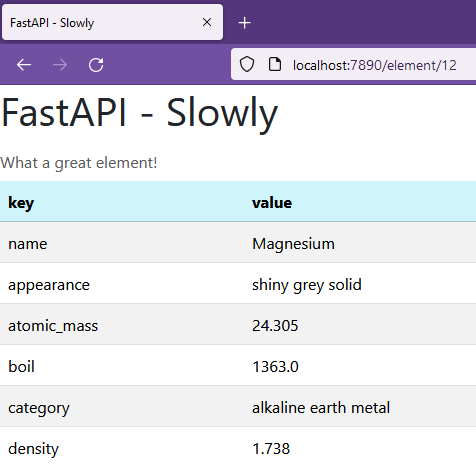 FastAPI - Slowly
localhost:7890/element/12
FastAPI - Slowly
What a great element!
key value
name Magnesium
appearance shiny grey solid
atomic_mass 24.305
boil 1363.0
category alkaline earth metal
density 1.738